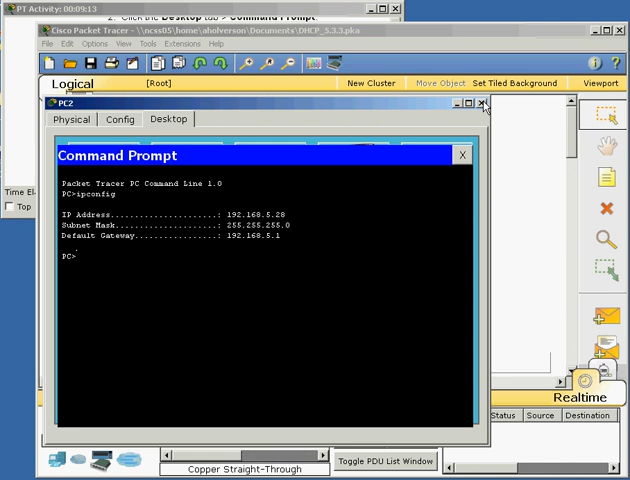 PT Activity: 00:09:13
2. Click the Desktop tab > Command Prompt.
Cisco Packet Tracer - \\ncss05\home\aholverson\Documents\DHCP_5.3.3.pka
File Edit Options View Tools Extensions Help
Logical [Root] New Cluster Move Object Set Tiled Background Viewport
PC2
Physical Config Desktop
Command Prompt X
Packet Tracer PC Command Line 1.0
PC>ipconfig
IP Address......................: 192.168.5.28
Subnet Mask.....................: 255.255.255.0
Default Gateway.................: 192.168.5.1
PC>
Time El
Top
Realtime
Status Source Destination
Toggle PDU List Window
Copper Straight-Through